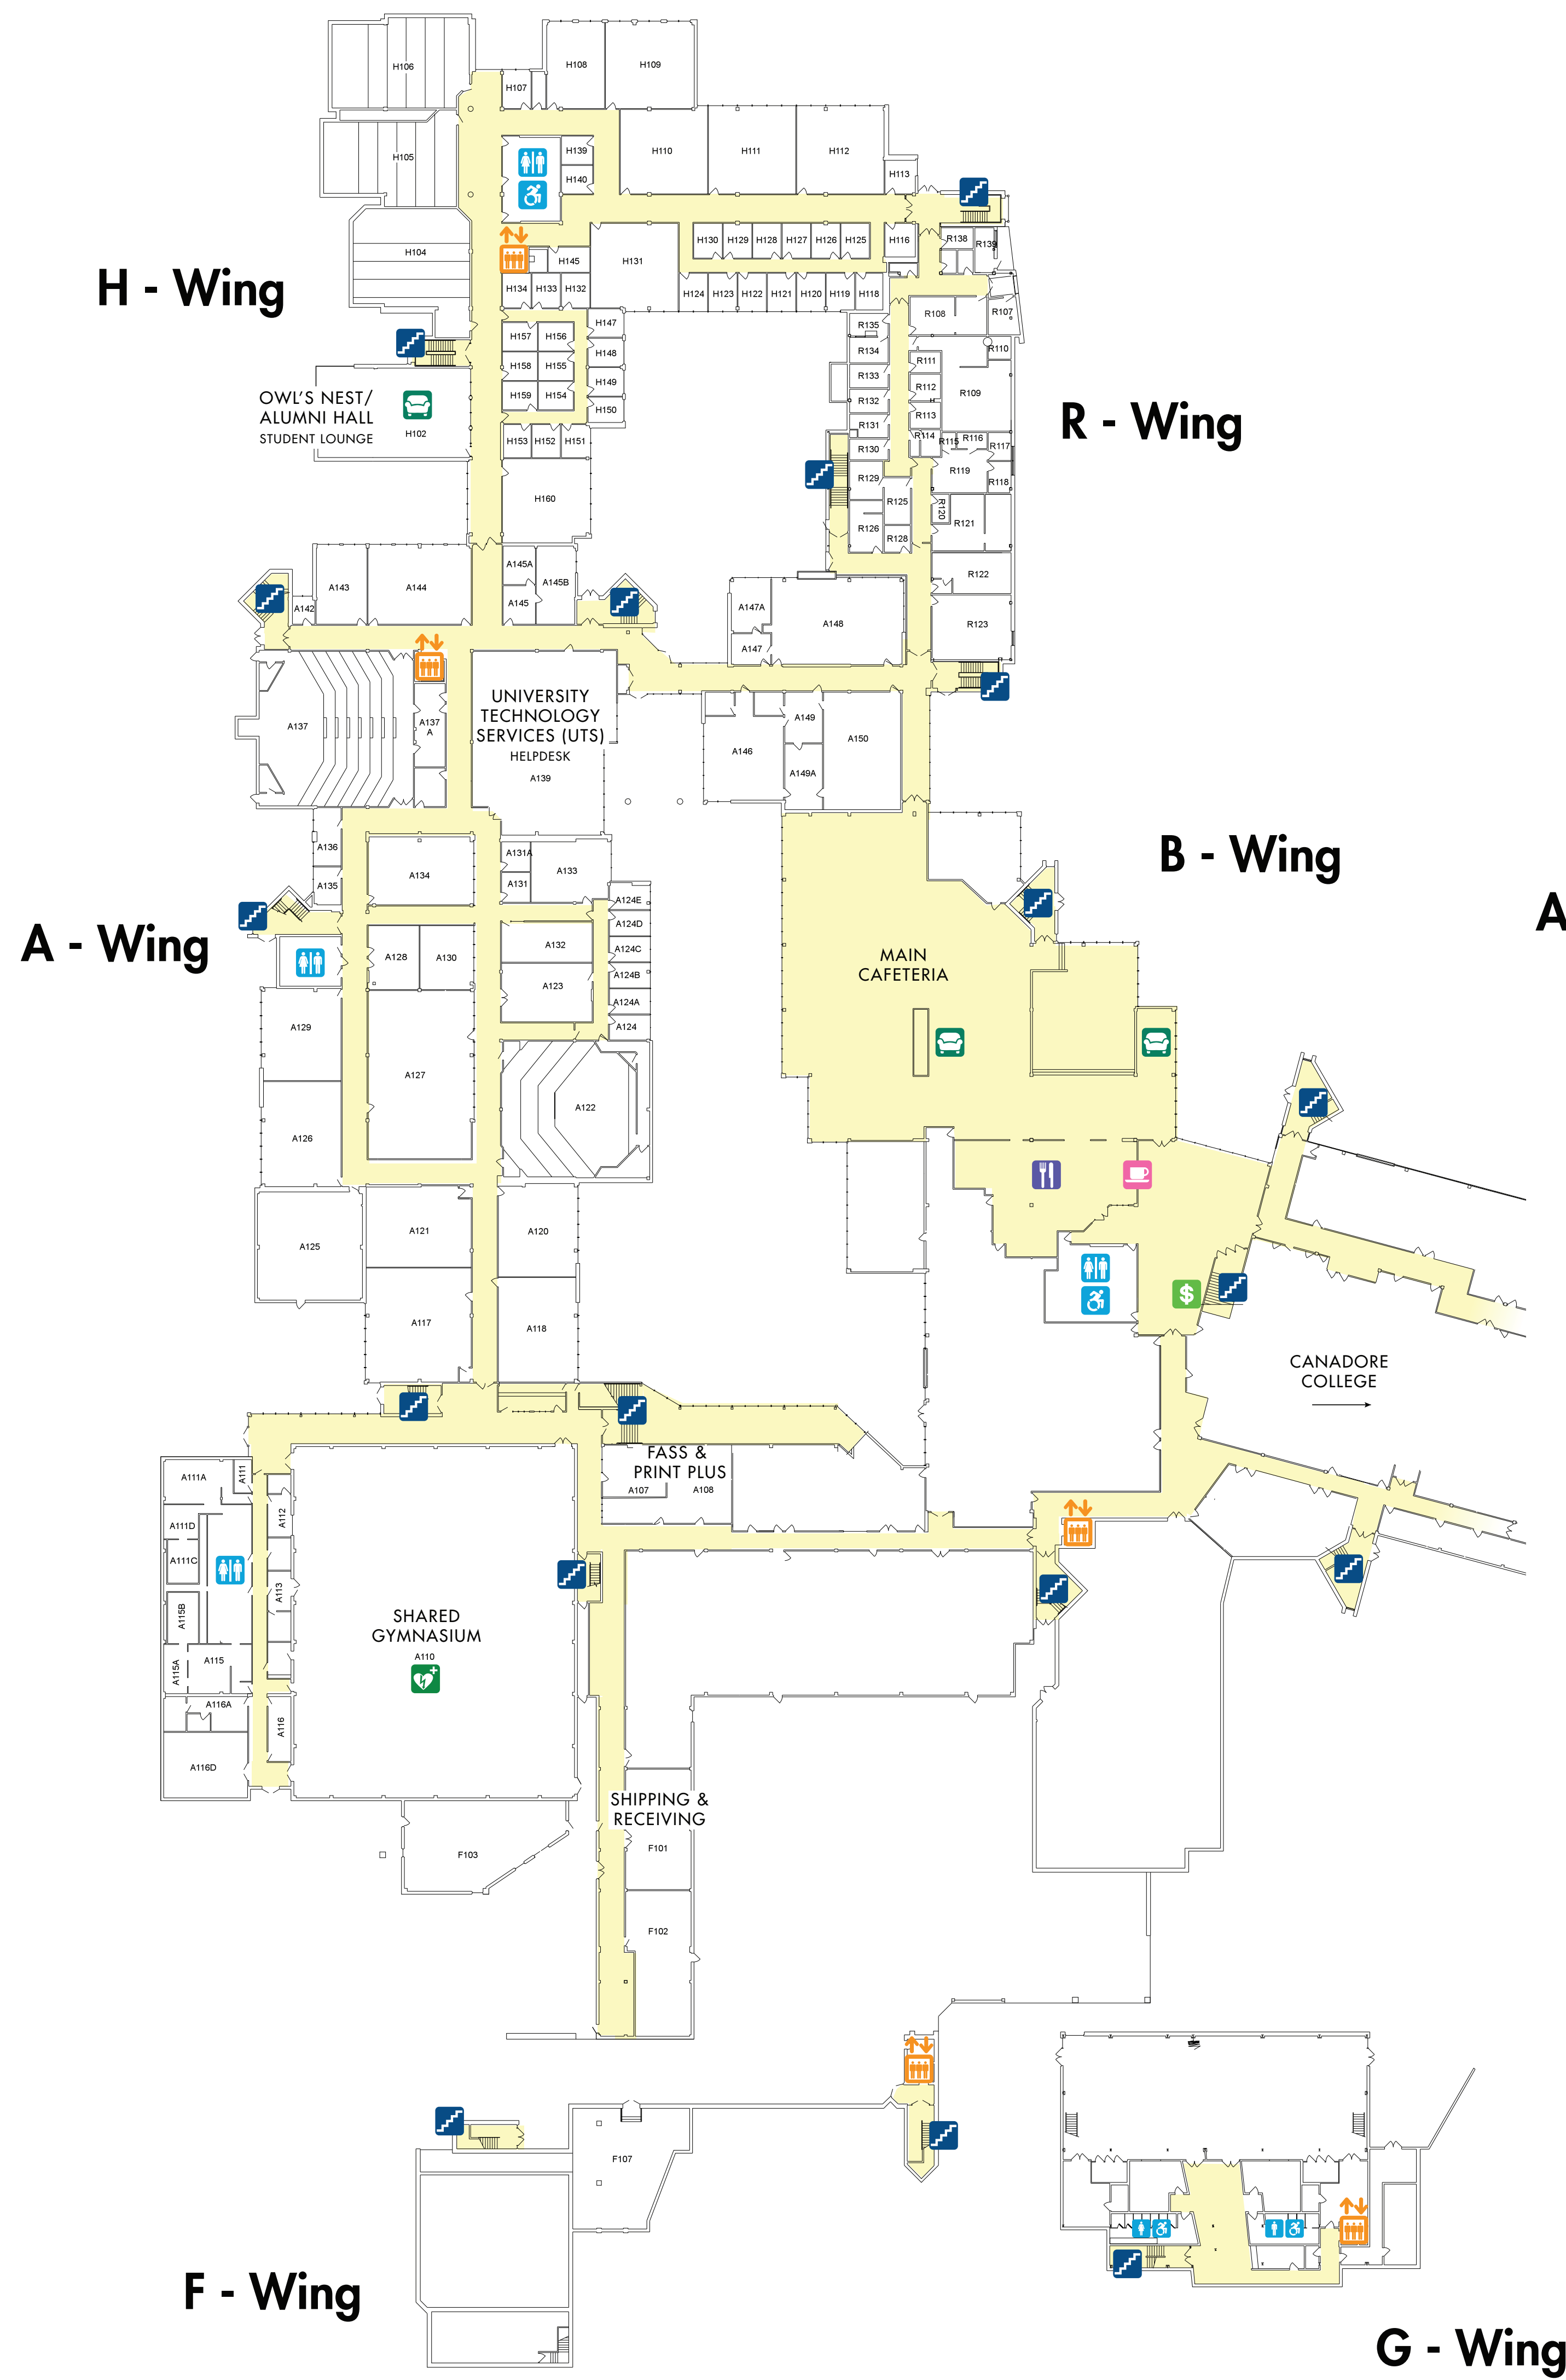 H106
H108
H109
H107
H105
H139
H140
H110
H111
H112
H113
H104
H145
H131
H130
H129
H128
H127
H126
H125
H116
R138
R139
H134
H133
H132
H124
H123
H122
H121
H120
H119
H118
H - Wing
R108
R107
H157
H156
H147
R135
H158
H155
H148
R134
R111
R110
H159
H154
H149
R133
R112
R109
H150
R132
R113
OWL'S NEST/
ALUMNI HALL
STUDENT LOUNGE
H102
R - Wing
H153
H152
H151
R131
R114
R115
R116
R117
R130
H160
R129
R119
R118
R125
R120
R121
R126
R128
A143
A144
A145A
A145B
A142
A145
R122
A147A
A148
R123
A147
A137
A137
A
UNIVERSITY
TECHNOLOGY
SERVICES (UTS)
HELPDESK
A139
A146
A149
A150
A149A
A136
A135
A134
A131A
A131
A133
B - Wing
A124E
A124D
A124C
A124B
A124A
A124
A - Wing
A
A128
A130
A132
A123
MAIN
CAFETERIA
A129
A127
A126
A122
A125
A121
A120
A117
A118
$
CANADORE
COLLEGE
FASS &
PRINT PLUS
A107
A108
A111A
A111
A112
A111D
A111C
A113
A115B
A115A
A115
SHARED
GYMNASIUM
A110
A116A
A116
A116D
SHIPPING &
RECEIVING
F101
F103
F102
F107
F - Wing
G - Wing